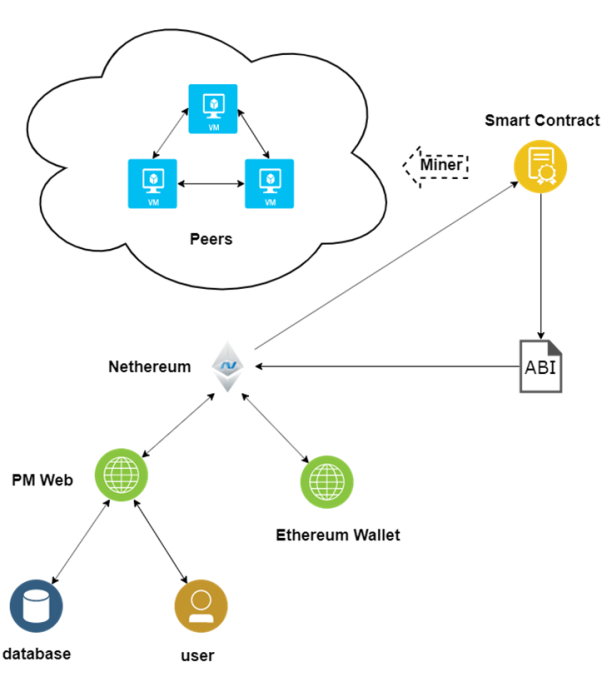 VM
Smart Contract
Miner
VM
VM
Peers
Nethereum
ABI
PM Web
Ethereum Wallet
database
user